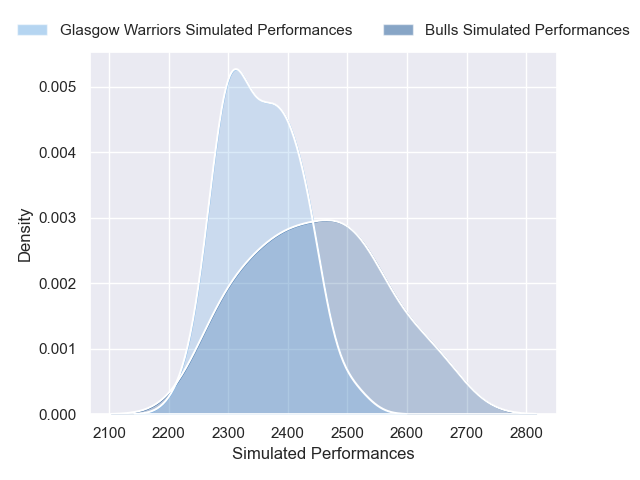 Glasgow Warriors Simulated Performances
Bulls Simulated Performances
0.005
0.004
0.003
0.002
0.001
0.000
Density
2100 2200 2300 2400 2500 2600 2700 2800
Simulated Performances